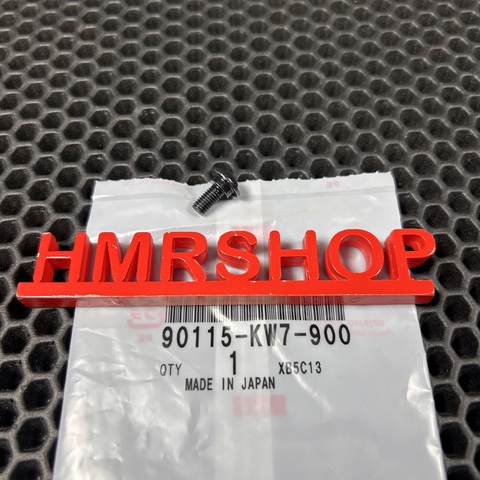 HMRSHOP
90115-KW7-900
QTY 1 XB5C13
MADE IN JAPAN